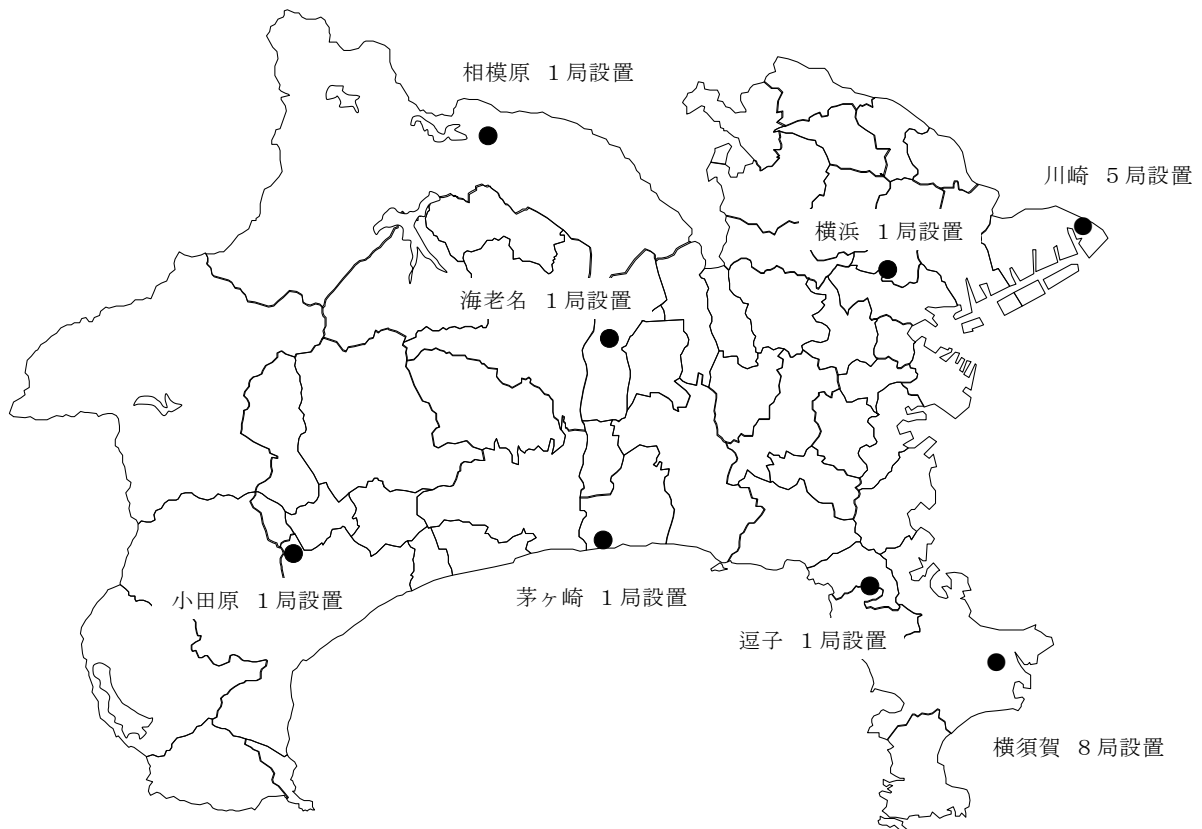 相模原 １局設置
川崎 ５局設置
横浜 １局設置
海老名 １局設置
小田原 １局設置
茅ヶ崎 １局設置
逗子 １局設置
横須賀 ８局設置